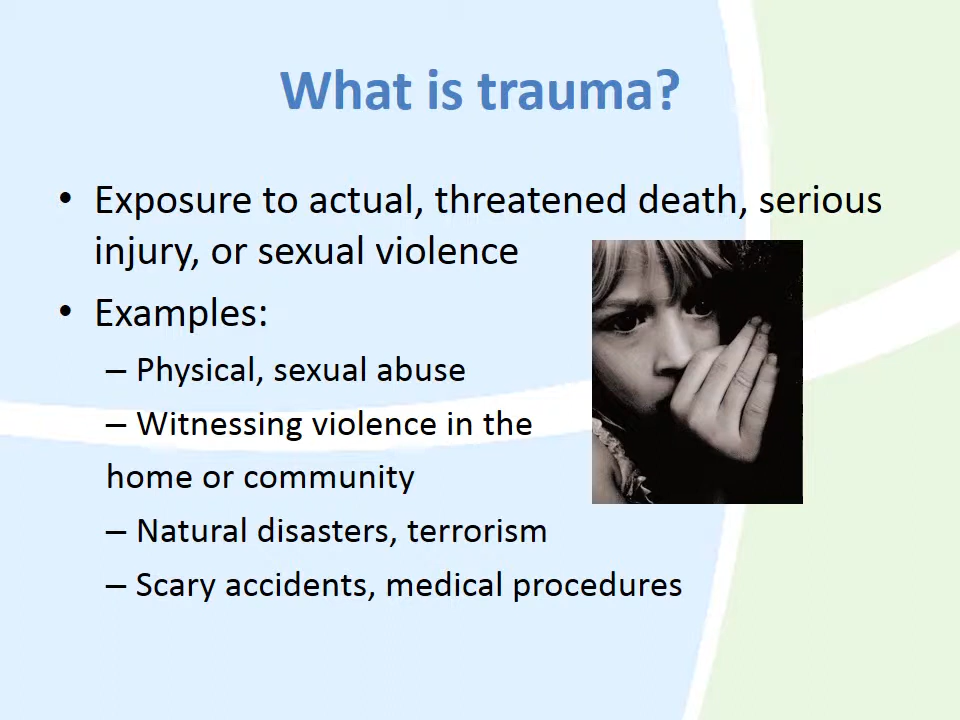 What is trauma?
• Exposure to actual, threatened death, serious
injury, or sexual violence
• Examples:
– Physical, sexual abuse
– Witnessing violence in the
home or community
– Natural disasters, terrorism
– Scary accidents, medical procedures